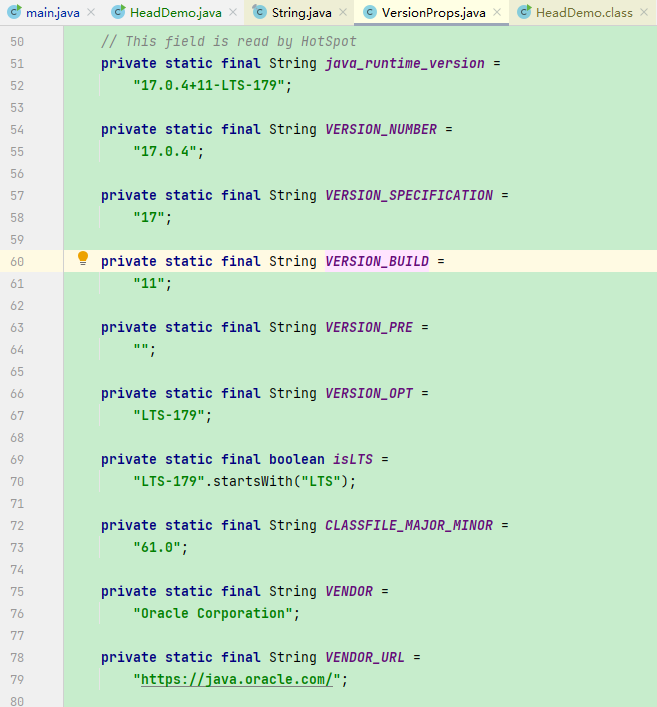 main.java HeadDemo.java String.java VersionProps.java HeadDemo.class
50 // This field is read by HotSpot
51 private static final String java_runtime_version =
52 "17.0.4+11-LTS-179";
53
54 private static final String VERSION_NUMBER =
55 "17.0.4";
56
57 private static final String VERSION_SPECIFICATION =
58 "17";
59
60 private static final String VERSION_BUILD =
61 "11";
62
63 private static final String VERSION_PRE =
64 "";
65
66 private static final String VERSION_OPT =
67 "LTS-179";
68
69 private static final boolean isLTS =
70 "LTS-179".startsWith("LTS");
71
72 private static final String CLASSFILE_MAJOR_MINOR =
73 "61.0";
74
75 private static final String VENDOR =
76 "Oracle Corporation";
77
78 private static final String VENDOR_URL =
79 "https://java.oracle.com/";
80